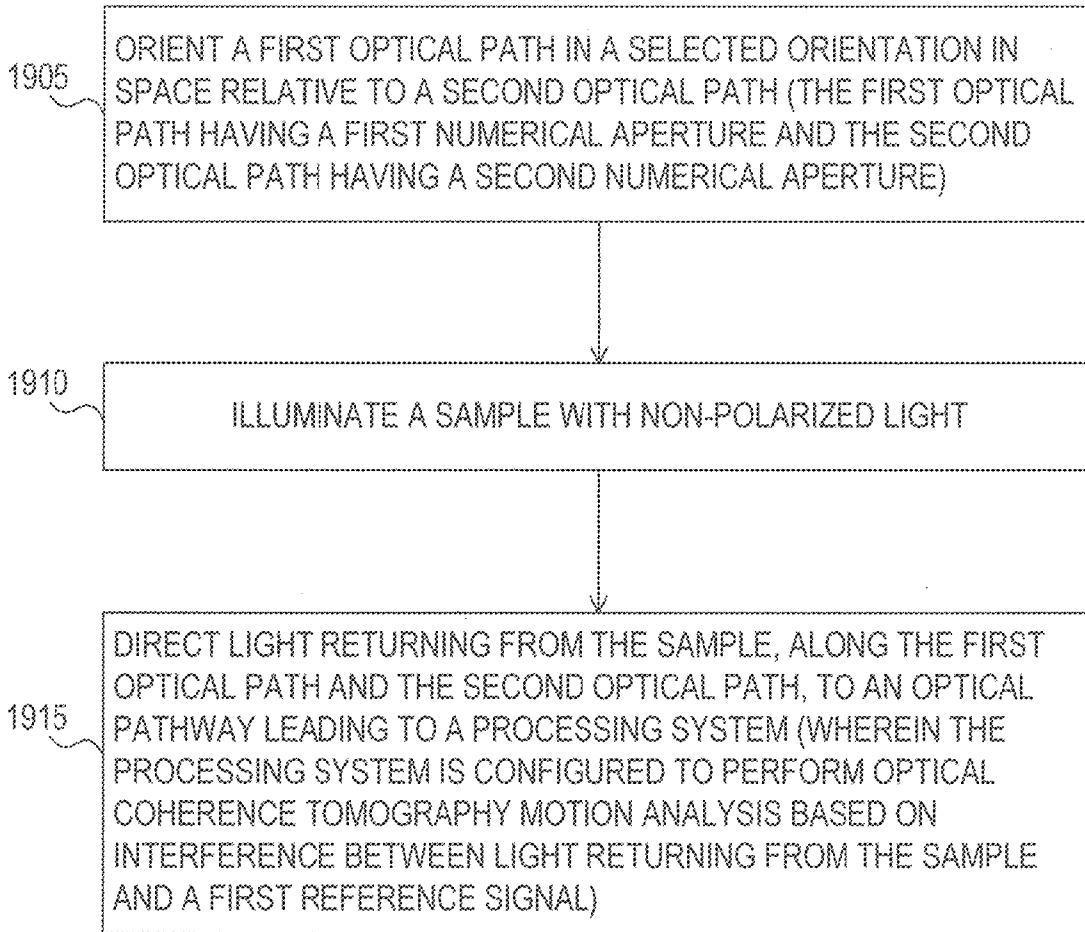 1905
ORIENT A FIRST OPTICAL PATH IN A SELECTED ORIENTATION IN
SPACE RELATIVE TO A SECOND OPTICAL PATH (THE FIRST OPTICAL
PATH HAVING A FIRST NUMERICAL APERTURE AND THE SECOND
OPTICAL PATH HAVING A SECOND NUMERICAL APERTURE)
1910
ILLUMINATE A SAMPLE WITH NON-POLARIZED LIGHT
1915
DIRECT LIGHT RETURNING FROM THE SAMPLE, ALONG THE FIRST
OPTICAL PATH AND THE SECOND OPTICAL PATH, TO AN OPTICAL
PATHWAY LEADING TO A PROCESSING SYSTEM (WHEREIN THE
PROCESSING SYSTEM IS CONFIGURED TO PERFORM OPTICAL
COHERENCE TOMOGRAPHY MOTION ANALYSIS BASED ON
INTERFERENCE BETWEEN LIGHT RETURNING FROM THE SAMPLE
AND A FIRST REFERENCE SIGNAL)